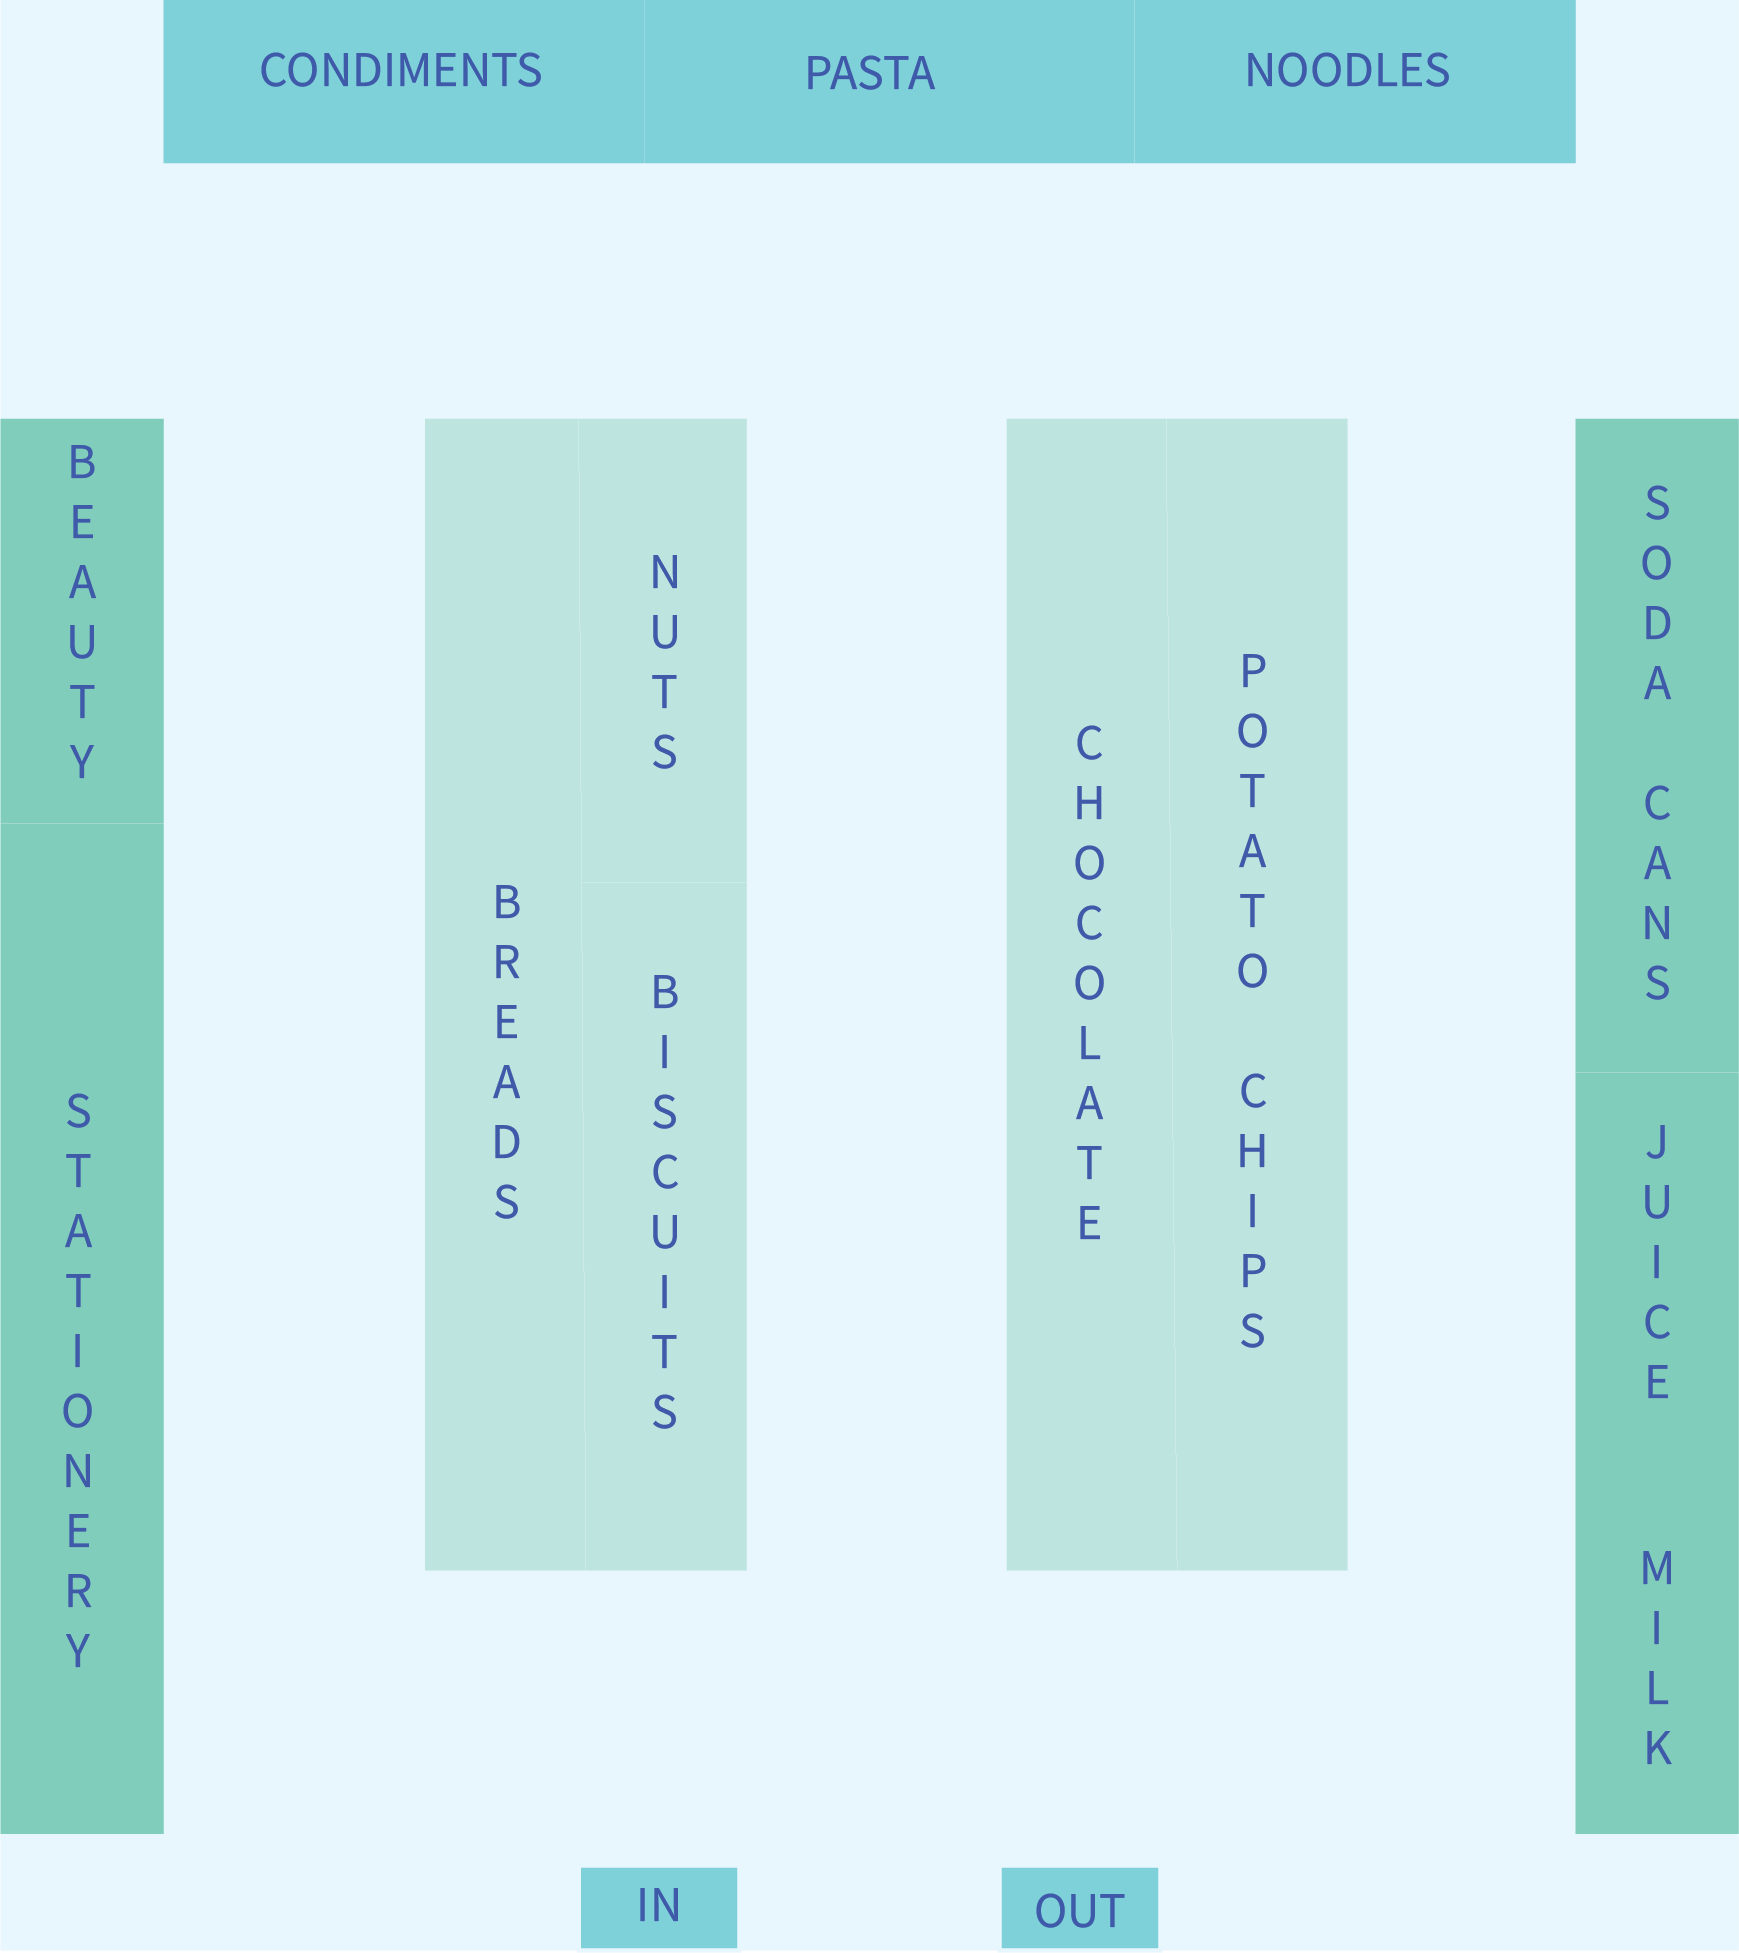 CONDIMENTS
PASTA
NOODLES
BEAUTY
STATIONERY
BREADS
NUTS
BISCUITS
CHOCOLATE
POTATO CHIPS
SODA CANS
JUICE
MILK
IN
OUT